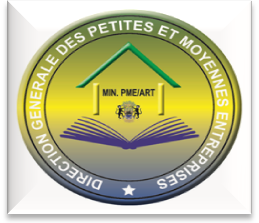 DIRECTION GENERALE DES PETITES ET MOYENNES ENTREPRISES
MIN. PME/ART